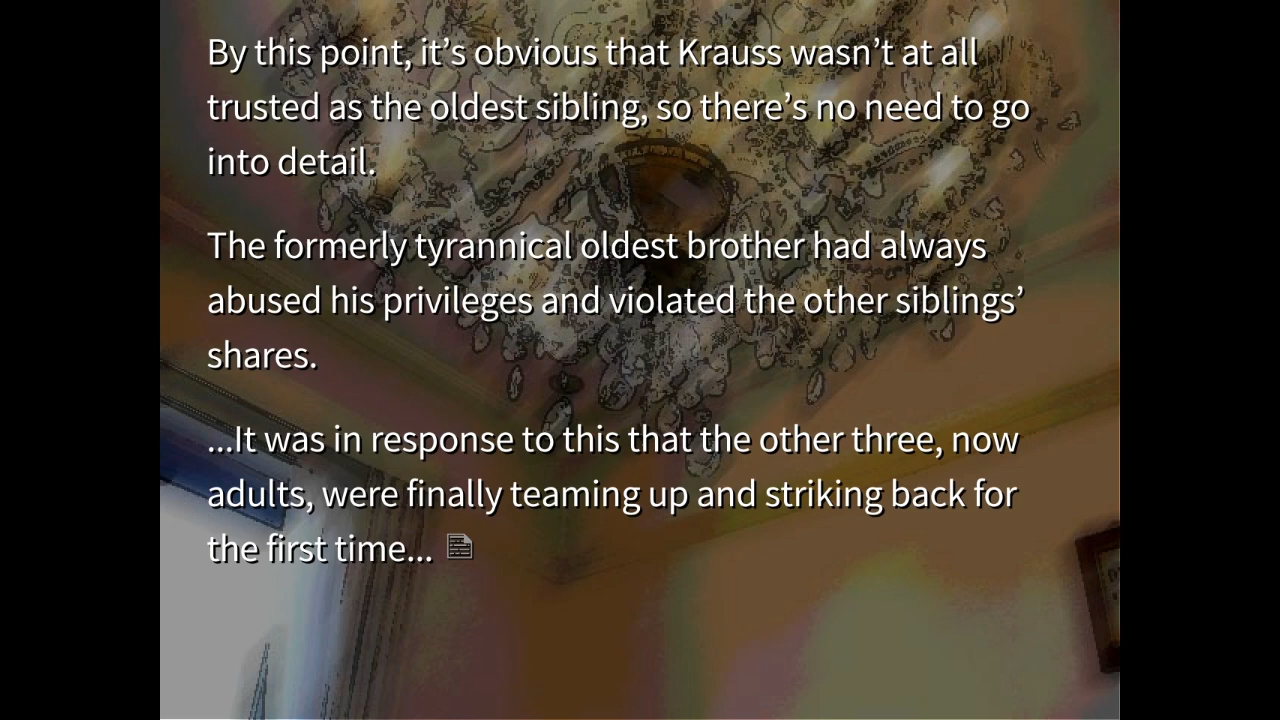 By this point, it’s obvious that Krauss wasn’t at all
trusted as the oldest sibling, so there’s no need to go
into detail.
The formerly tyrannical oldest brother had always
abused his privileges and violated the other siblings’
shares.
...It was in response to this that the other three, now
adults, were finally teaming up and striking back for
the first time...